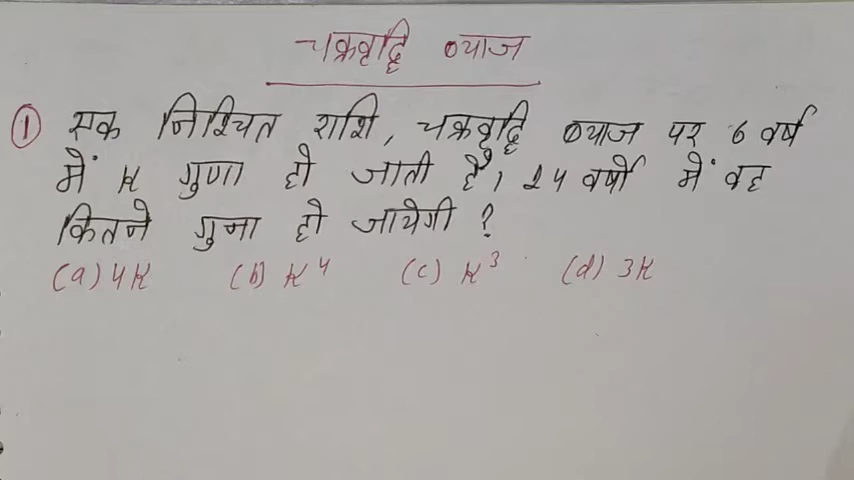 चक्रवृद्धि ब्याज
① एक निश्चित राशि, चक्रवृद्धि ब्याज पर 6 वर्ष
में K गुणा हो जाती है, 24 वर्षों में वह
कितने गुना हो जायेगी ?
(a) 4K (b) K⁴ (c) K³ (d) 3K